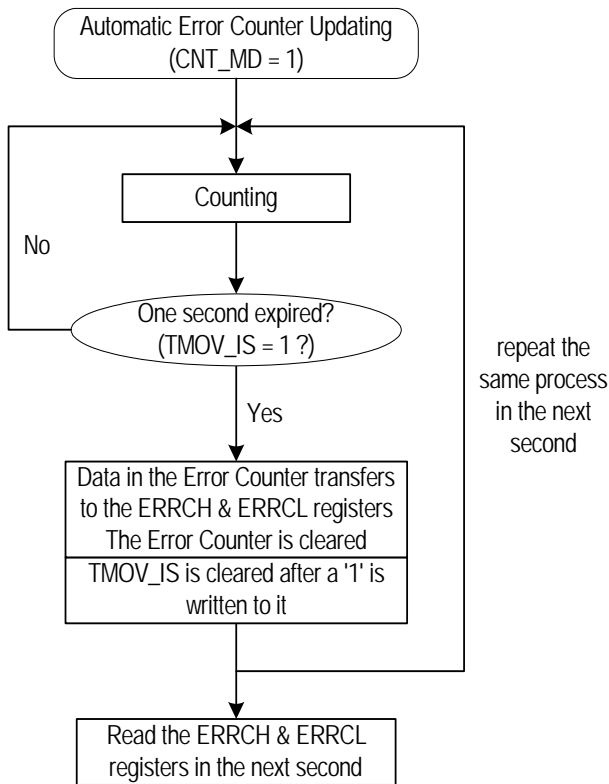 Automatic Error Counter Updating
(CNT_MD = 1)
Counting
No
One second expired?
(TMOV_IS = 1 ?)
repeat the
same process
in the next
second
Yes
Data in the Error Counter transfers
to the ERRCH & ERRCL registers
The Error Counter is cleared
TMOV_IS is cleared after a '1' is
written to it
Read the ERRCH & ERRCL
registers in the next second